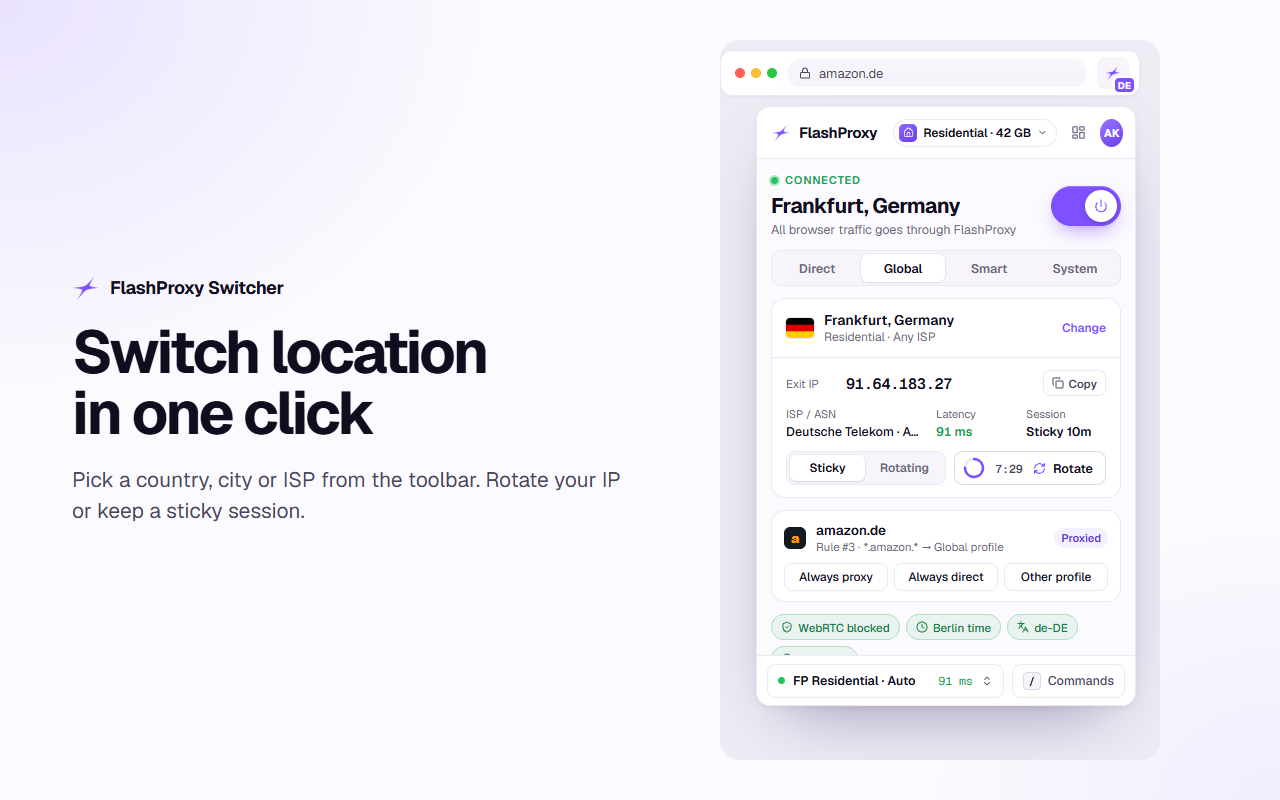 amazon.de
DE
FlashProxy
Residential · 42 GB
AK
CONNECTED
Frankfurt, Germany
All browser traffic goes through FlashProxy
Direct
Global
Smart
System
FlashProxy Switcher
Switch location
in one click
Pick a country, city or ISP from the toolbar. Rotate your IP
or keep a sticky session.
Frankfurt, Germany
Residential · Any ISP
Change
Exit IP
91.64.183.27
Copy
ISP / ASN
Latency
Session
Deutsche Telekom · A...
91 ms
Sticky 10m
Sticky
Rotating
7:29
Rotate
a
amazon.de
Rule #3 · *.amazon.* → Global profile
Proxied
Always proxy
Always direct
Other profile
WebRTC blocked
Berlin time
de-DE
FP Residential · Auto
91 ms
/
Commands